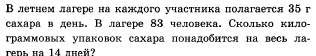 В летнем лагере на каждого участника полагается 35 г
сахара в день. В лагере 83 человека. Сколько кило-
граммовых упаковок сахара понадобится на весь ла-
герь на 14 дней?